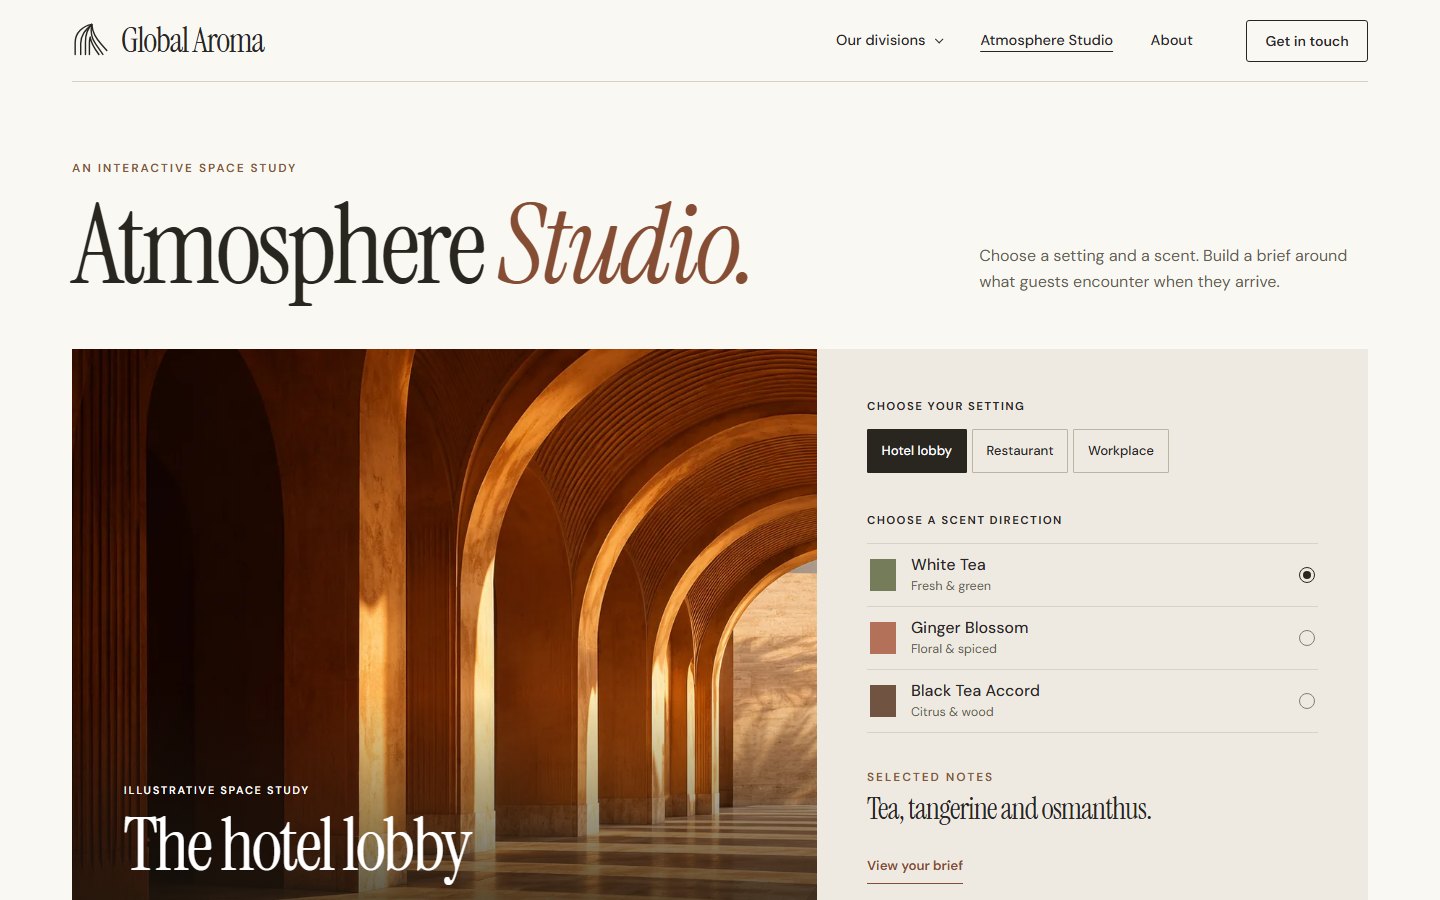 Global Aroma
Our divisions
Atmosphere Studio
About
Get in touch
AN INTERACTIVE SPACE STUDY
Atmosphere Studio.
Choose a setting and a scent. Build a brief around
what guests encounter when they arrive.
ILLUSTRATIVE SPACE STUDY
The hotel lobby
CHOOSE YOUR SETTING
Hotel lobby
Restaurant
Workplace
CHOOSE A SCENT DIRECTION
White Tea
Fresh & green
Ginger Blossom
Floral & spiced
Black Tea Accord
Citrus & wood
SELECTED NOTES
Tea, tangerine and osmanthus.
View your brief